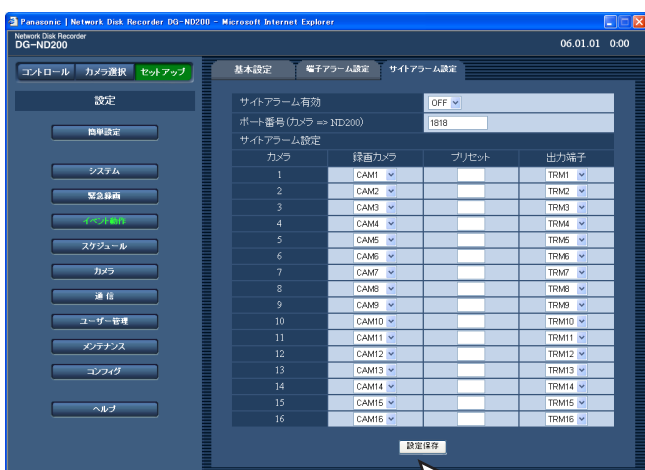 Panasonic | Network Disk Recorder DG-ND200 - Microsoft Internet Explorer
Network Disk Recorder
DG-ND200
06.01.01 0:00
コントロール カメラ選択 セットアップ
基本設定 端子アラーム設定 サイトアラーム設定
設定
簡単設定
システム
緊急録画
イベント動作
スケジュール
カメラ
通信
ユーザー管理
メンテナンス
コンフィグ
ヘルプ
サイトアラーム有効 OFF
ポート番号(カメラ => ND200) 1818
サイトアラーム設定
カメラ 録画カメラ プリセット 出力端子
1 CAM1 TRM1
2 CAM2 TRM2
3 CAM3 TRM3
4 CAM4 TRM4
5 CAM5 TRM5
6 CAM6 TRM6
7 CAM7 TRM7
8 CAM8 TRM8
9 CAM9 TRM9
10 CAM10 TRM10
11 CAM11 TRM11
12 CAM12 TRM12
13 CAM13 TRM13
14 CAM14 TRM14
15 CAM15 TRM15
16 CAM16 TRM16
設定保存